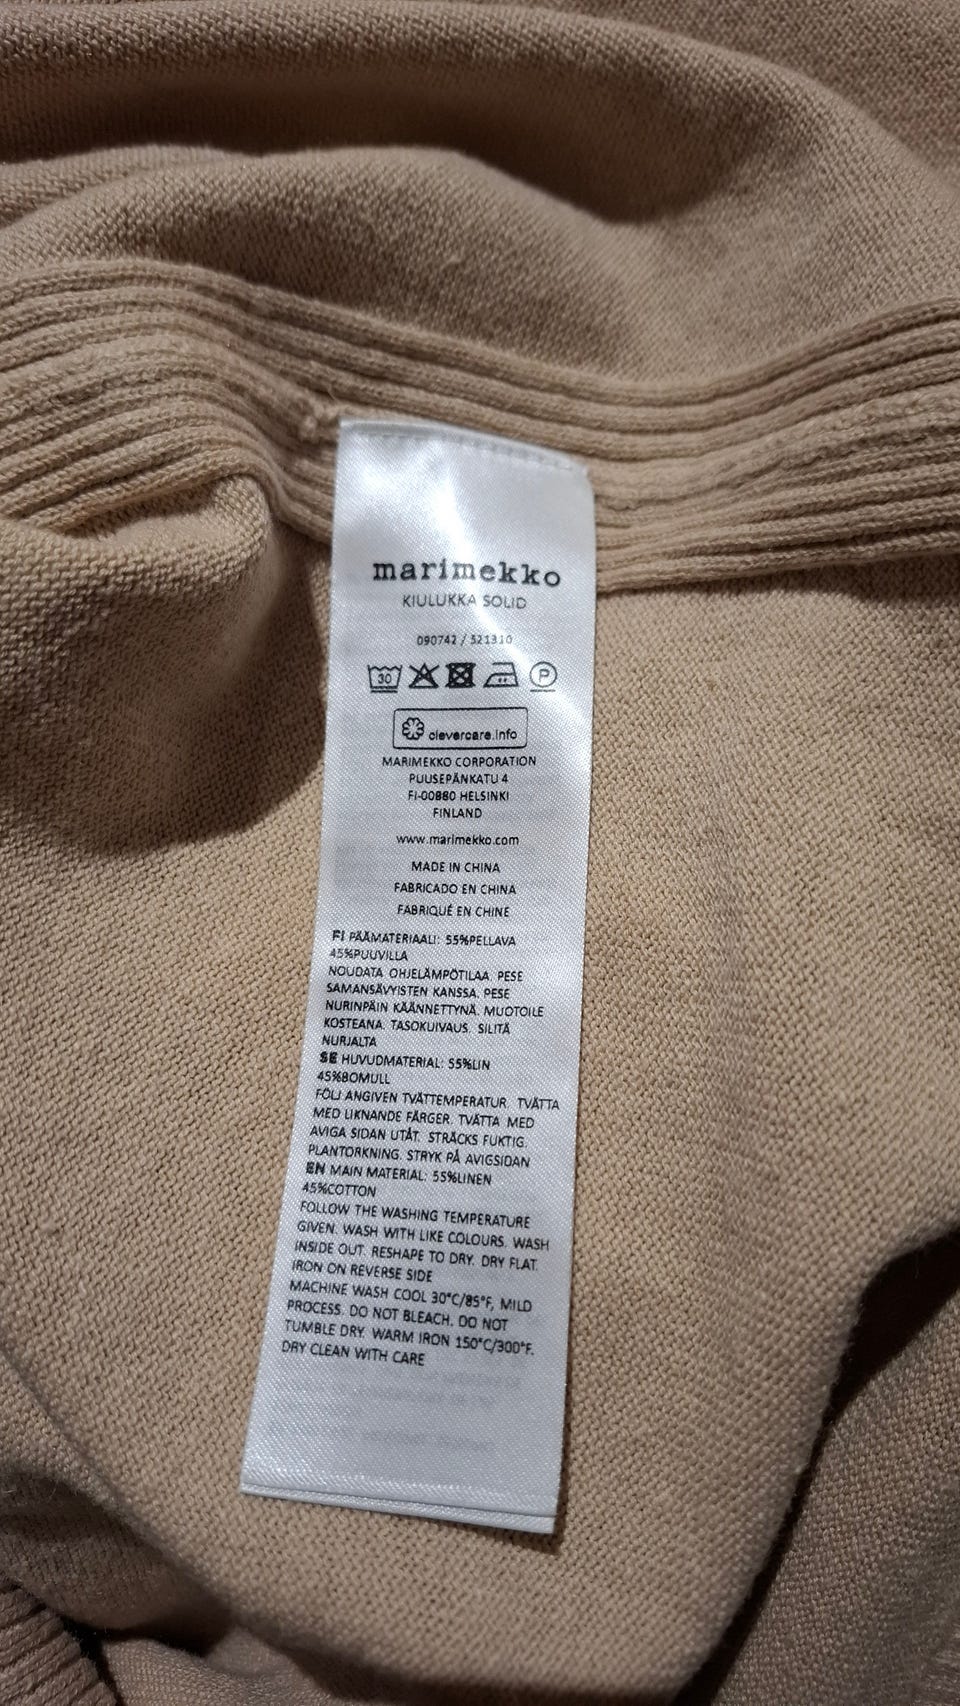 marimekko
KIULUKKA SOLID
090742 / 521310
30 P
clevercare.info
MARIMEKKO CORPORATION
PUUSEPÄNKATU 4
FI-00880 HELSINKI
FINLAND
www.marimekko.com
MADE IN CHINA
FABRICADO EN CHINA
FABRIQUÉ EN CHINE
FI PÄÄMATERIAALI: 55%PELLAVA
45%PUUVILLA
NOUDATA OHJELÄMPÖTILAA. PESE
SAMANSÄVYISTEN KANSSA. PESE
NURINPÄIN KÄÄNNETTYNÄ. MUOTOILE
KOSTEANA. TASOKUIVAUS. SILITÄ
NURJALTA
SE HUVUDMATERIAL: 55%LIN
45%BOMULL
FÖLJ ANGIVEN TVÄTTEMPERATUR. TVÄTTA
MED LIKNANDE FÄRGER. TVÄTTA MED
AVIGA SIDAN UTÅT. STRÄCKS FUKTIG.
PLANTORKNING. STRYK PÅ AVIGSIDAN
EN MAIN MATERIAL: 55%LINEN
45%COTTON
FOLLOW THE WASHING TEMPERATURE
GIVEN. WASH WITH LIKE COLOURS. WASH
INSIDE OUT. RESHAPE TO DRY. DRY FLAT.
IRON ON REVERSE SIDE
MACHINE WASH COOL 30°C/85°F, MILD
PROCESS. DO NOT BLEACH. DO NOT
TUMBLE DRY. WARM IRON 150°C/300°F.
DRY CLEAN WITH CARE